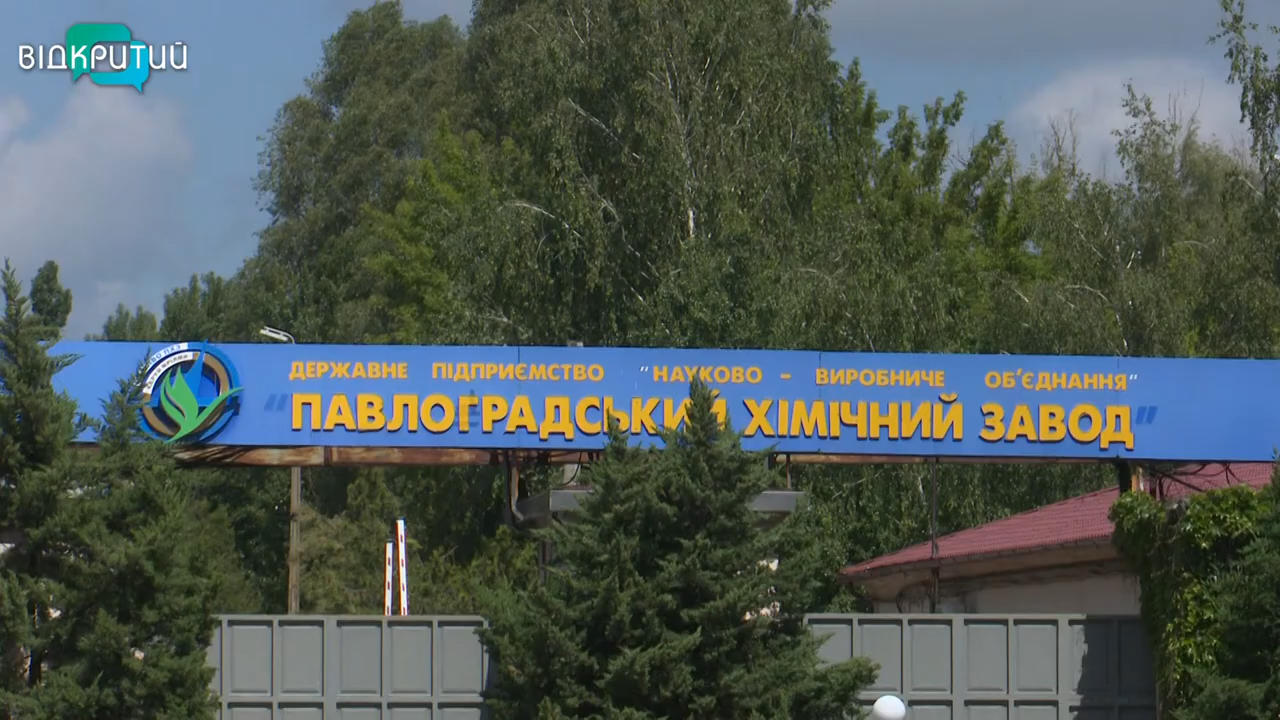 ВІДКРИТИЙ
ДЕРЖАВНЕ ПІДПРИЄМСТВО "НАУКОВО - ВИРОБНИЧЕ ОБ'ЄДНАННЯ"
"ПАВЛОГРАДСЬКИЙ ХІМІЧНИЙ ЗАВОД"